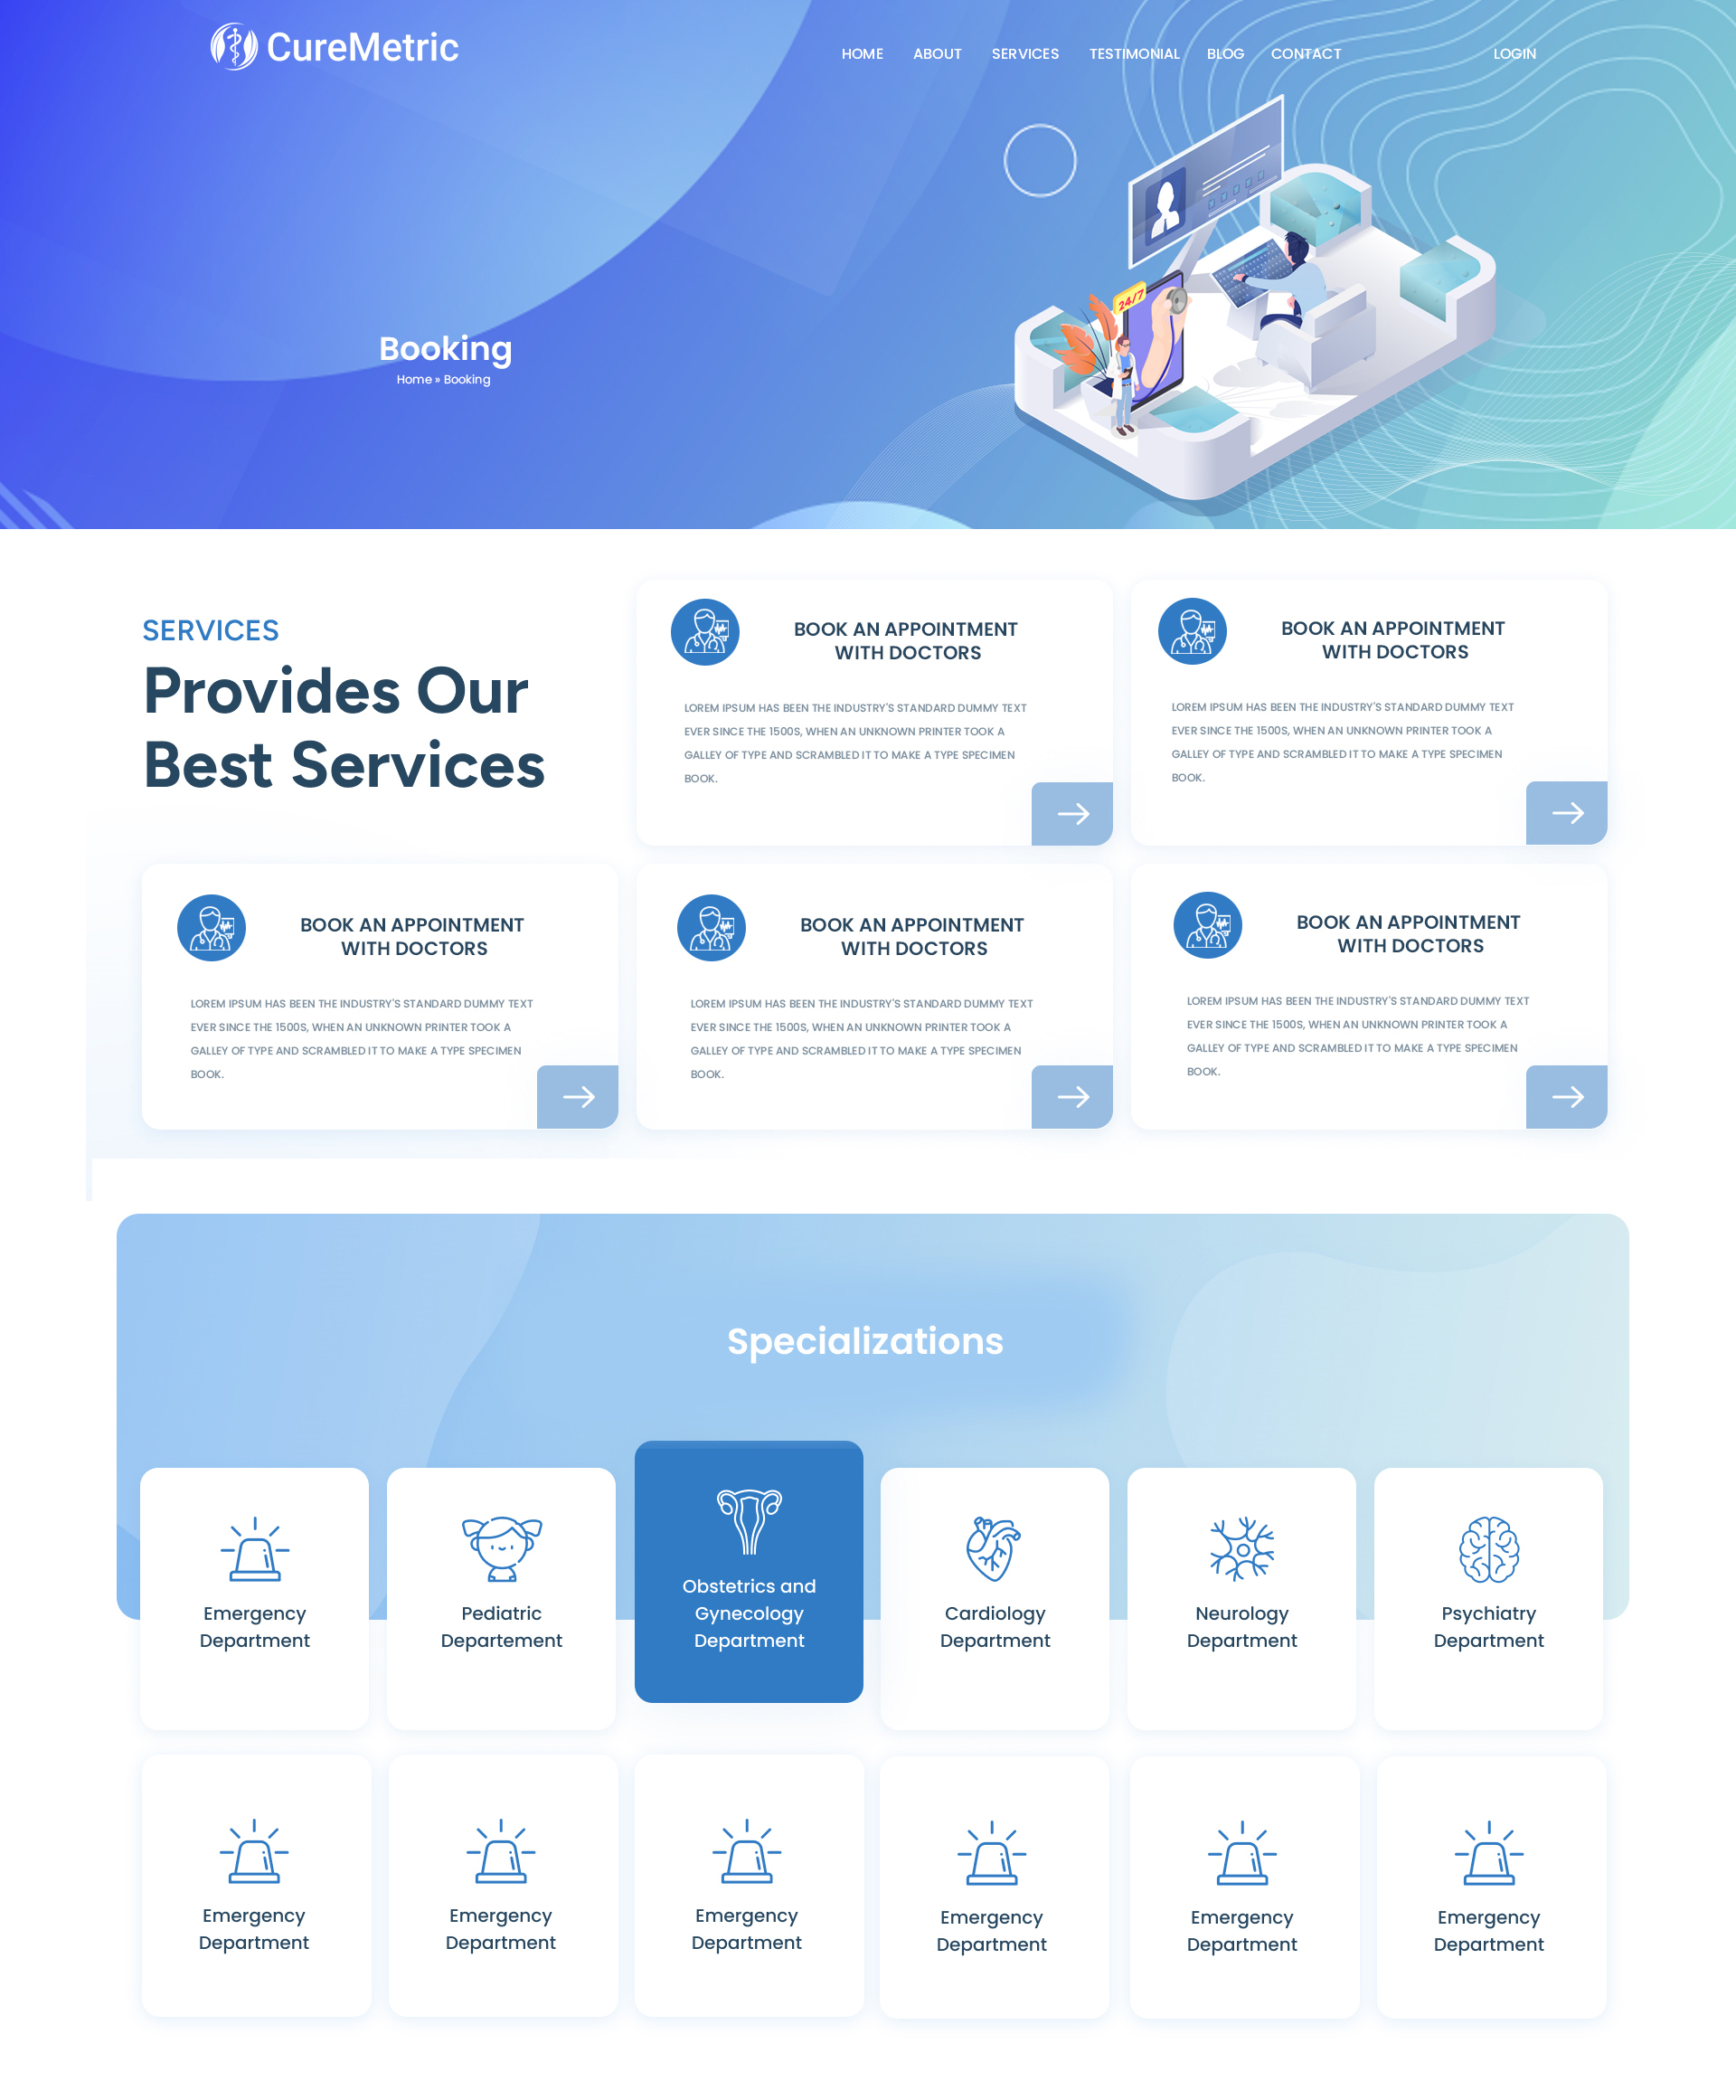 CureMetric
HOME ABOUT SERVICES TESTIMONIAL BLOG CONTACT LOGIN
24/7
Booking
Home » Booking
SERVICES
Provides Our
Best Services
BOOK AN APPOINTMENT
WITH DOCTORS
LOREM IPSUM HAS BEEN THE INDUSTRY'S STANDARD DUMMY TEXT
EVER SINCE THE 1500S, WHEN AN UNKNOWN PRINTER TOOK A
GALLEY OF TYPE AND SCRAMBLED IT TO MAKE A TYPE SPECIMEN
BOOK.
BOOK AN APPOINTMENT
WITH DOCTORS
LOREM IPSUM HAS BEEN THE INDUSTRY'S STANDARD DUMMY TEXT
EVER SINCE THE 1500S, WHEN AN UNKNOWN PRINTER TOOK A
GALLEY OF TYPE AND SCRAMBLED IT TO MAKE A TYPE SPECIMEN
BOOK.
BOOK AN APPOINTMENT
WITH DOCTORS
LOREM IPSUM HAS BEEN THE INDUSTRY'S STANDARD DUMMY TEXT
EVER SINCE THE 1500S, WHEN AN UNKNOWN PRINTER TOOK A
GALLEY OF TYPE AND SCRAMBLED IT TO MAKE A TYPE SPECIMEN
BOOK.
BOOK AN APPOINTMENT
WITH DOCTORS
LOREM IPSUM HAS BEEN THE INDUSTRY'S STANDARD DUMMY TEXT
EVER SINCE THE 1500S, WHEN AN UNKNOWN PRINTER TOOK A
GALLEY OF TYPE AND SCRAMBLED IT TO MAKE A TYPE SPECIMEN
BOOK.
BOOK AN APPOINTMENT
WITH DOCTORS
LOREM IPSUM HAS BEEN THE INDUSTRY'S STANDARD DUMMY TEXT
EVER SINCE THE 1500S, WHEN AN UNKNOWN PRINTER TOOK A
GALLEY OF TYPE AND SCRAMBLED IT TO MAKE A TYPE SPECIMEN
BOOK.
Specializations
Emergency
Department
Pediatric
Departement
Obstetrics and
Gynecology
Department
Cardiology
Department
Neurology
Department
Psychiatry
Department
Emergency
Department
Emergency
Department
Emergency
Department
Emergency
Department
Emergency
Department
Emergency
Department